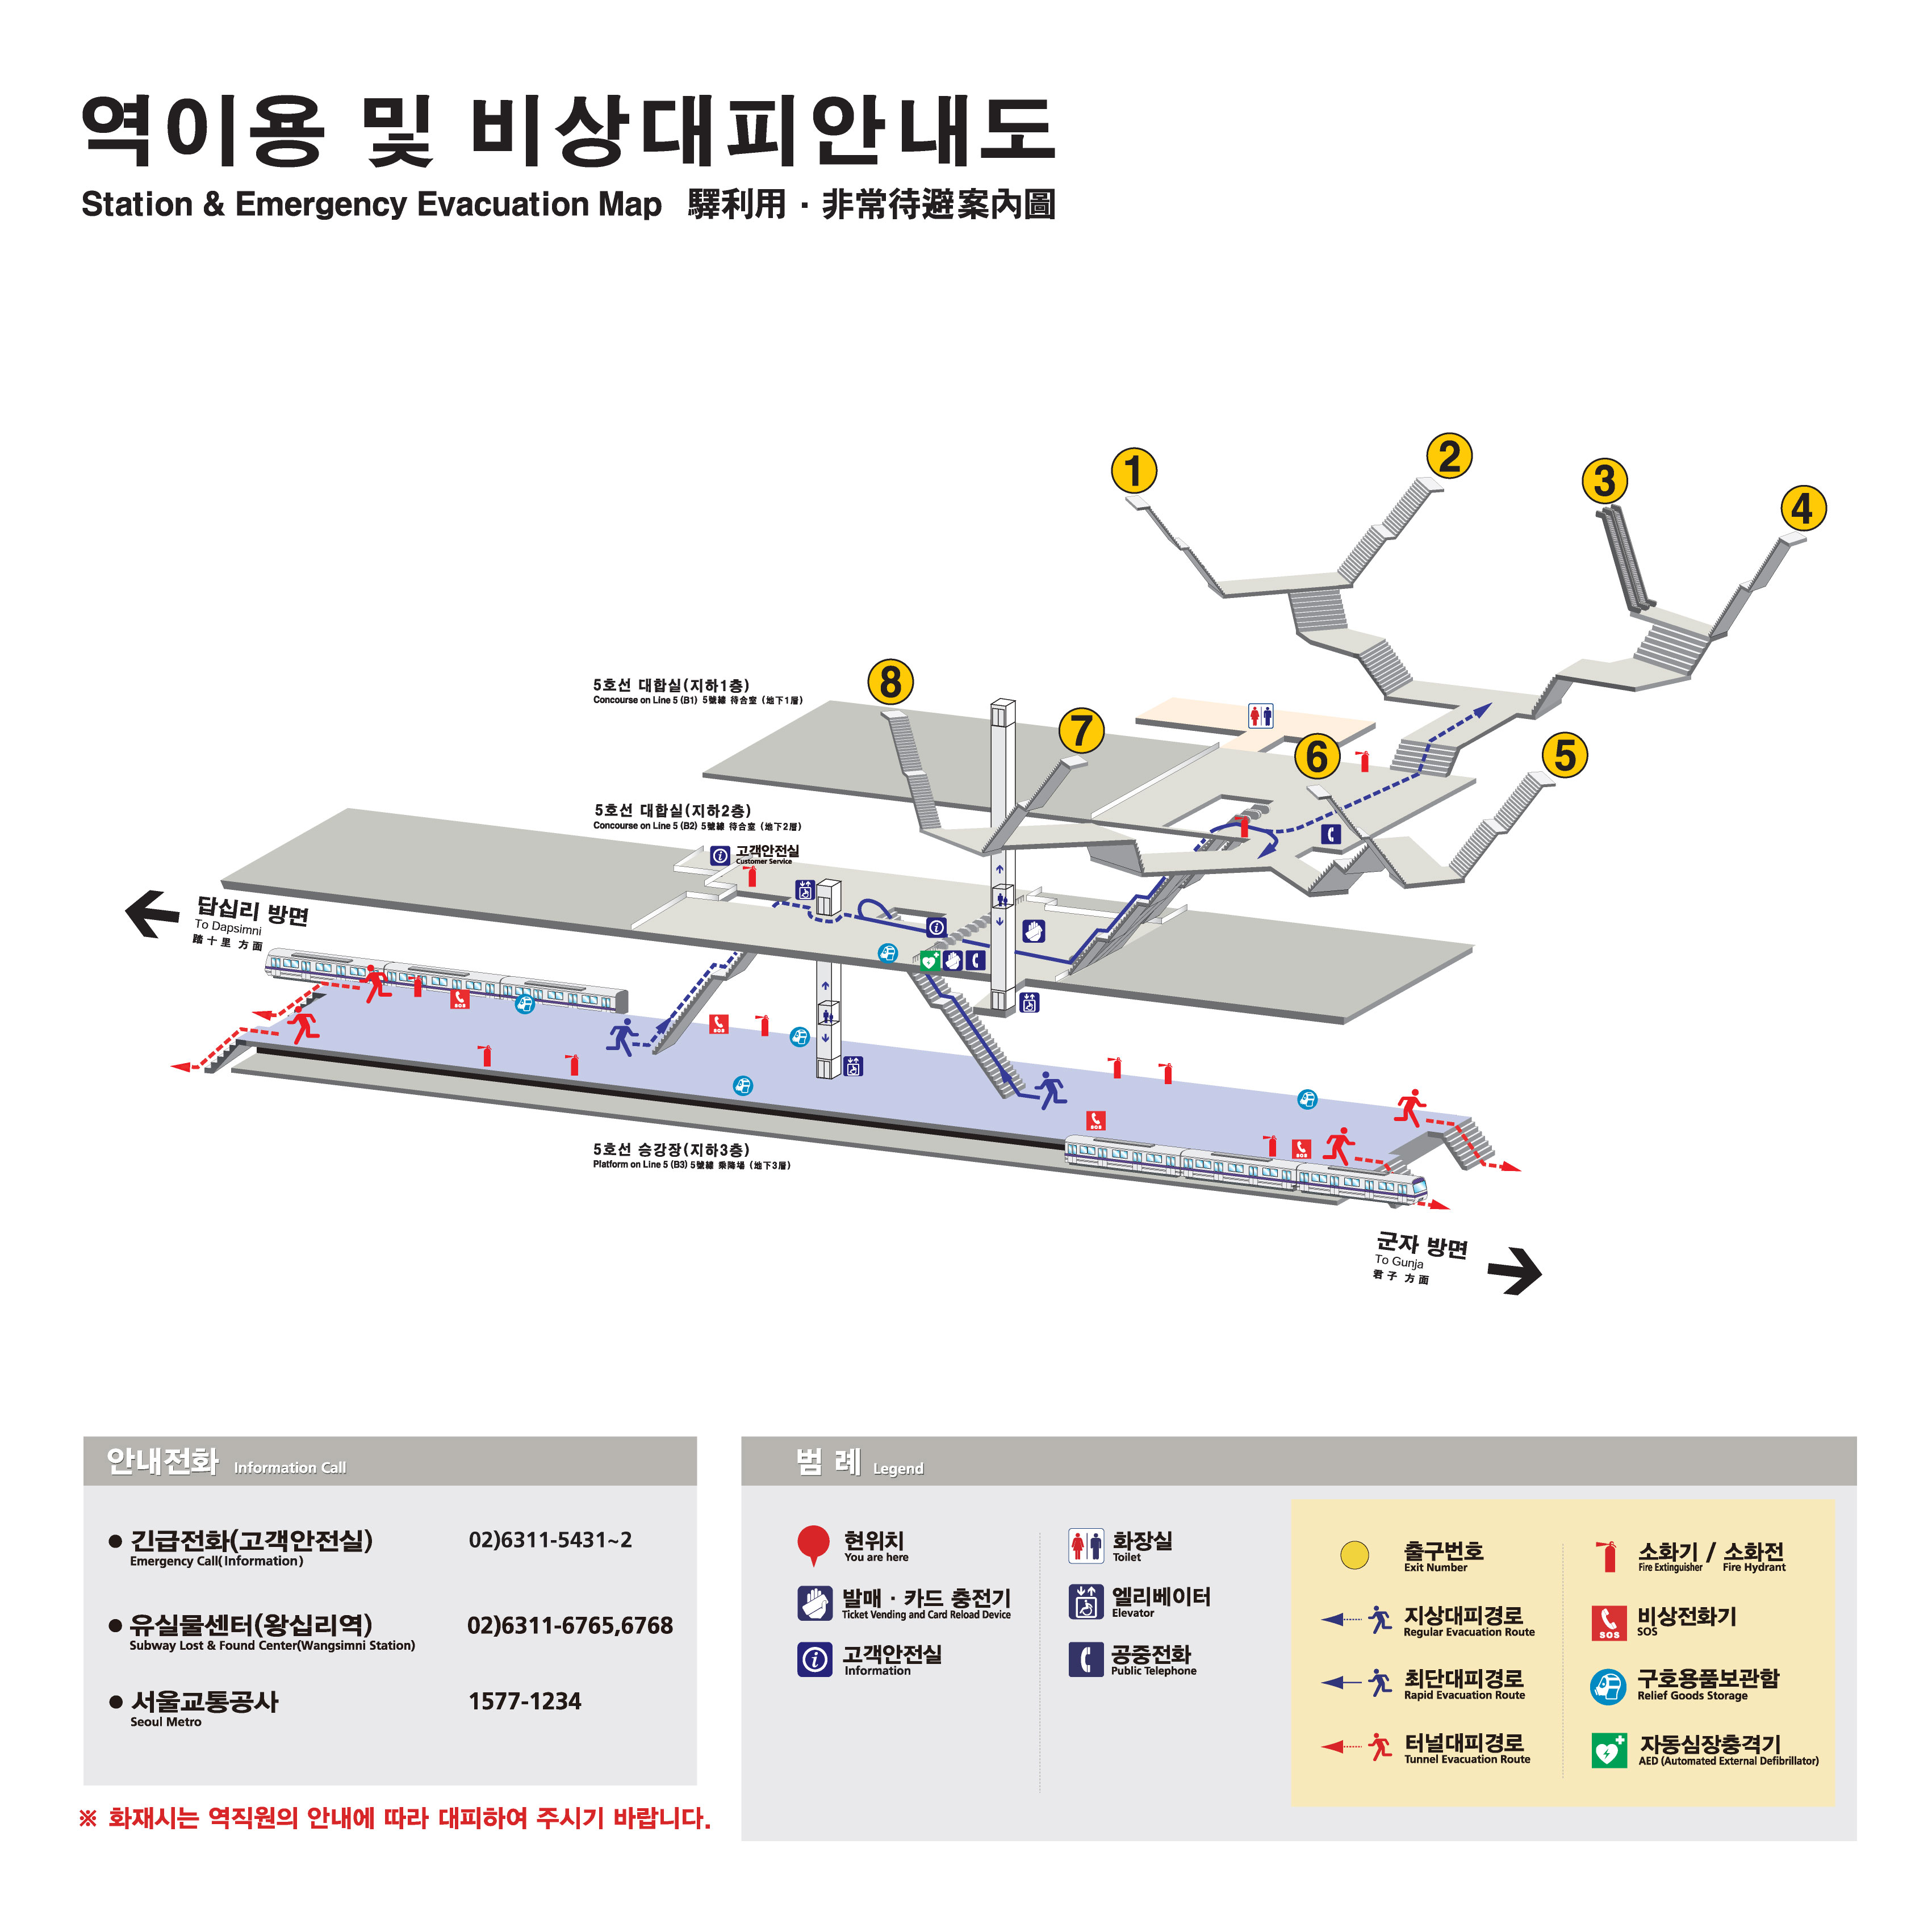 역이용 및 비상대피안내도
Station & Emergency Evacuation Map 驛利用 · 非常待避案內圖
1
2
3
4
5호선 대합실(지하1층)
Concourse on Line 5 (B1) 5號線 待合室 (地下1層)
8
7
6
5
5호선 대합실(지하2층)
Concourse on Line 5 (B2) 5號線 待合室 (地下2層)
고객안전실
Customer Service
답십리 방면
To Dapsimni
踏十里 方面
SOS
SOS
SOS
SOS
5호선 승강장(지하3층)
Platform on Line 5 (B3) 5號線 乘降場 (地下3層)
군자 방면
To Gunja
君子 方面
안내전화 Information Call
● 긴급전화(고객안전실) 02)6311-5431~2
Emergency Call(Information)
● 유실물센터(왕십리역) 02)6311-6765,6768
Subway Lost & Found Center(Wangsimni Station)
● 서울교통공사 1577-1234
Seoul Metro
※ 화재시는 역직원의 안내에 따라 대피하여 주시기 바랍니다.
범 례 Legend
현위치
You are here
발매 · 카드 충전기
Ticket Vending and Card Reload Device
고객안전실
Information
화장실
Toilet
엘리베이터
Elevator
공중전화
Public Telephone
출구번호
Exit Number
지상대피경로
Regular Evacuation Route
최단대피경로
Rapid Evacuation Route
터널대피경로
Tunnel Evacuation Route
소화기 / 소화전
Fire Extinguisher Fire Hydrant
SOS
비상전화기
SOS
구호용품보관함
Relief Goods Storage
자동심장충격기
AED (Automated External Defibrillator)